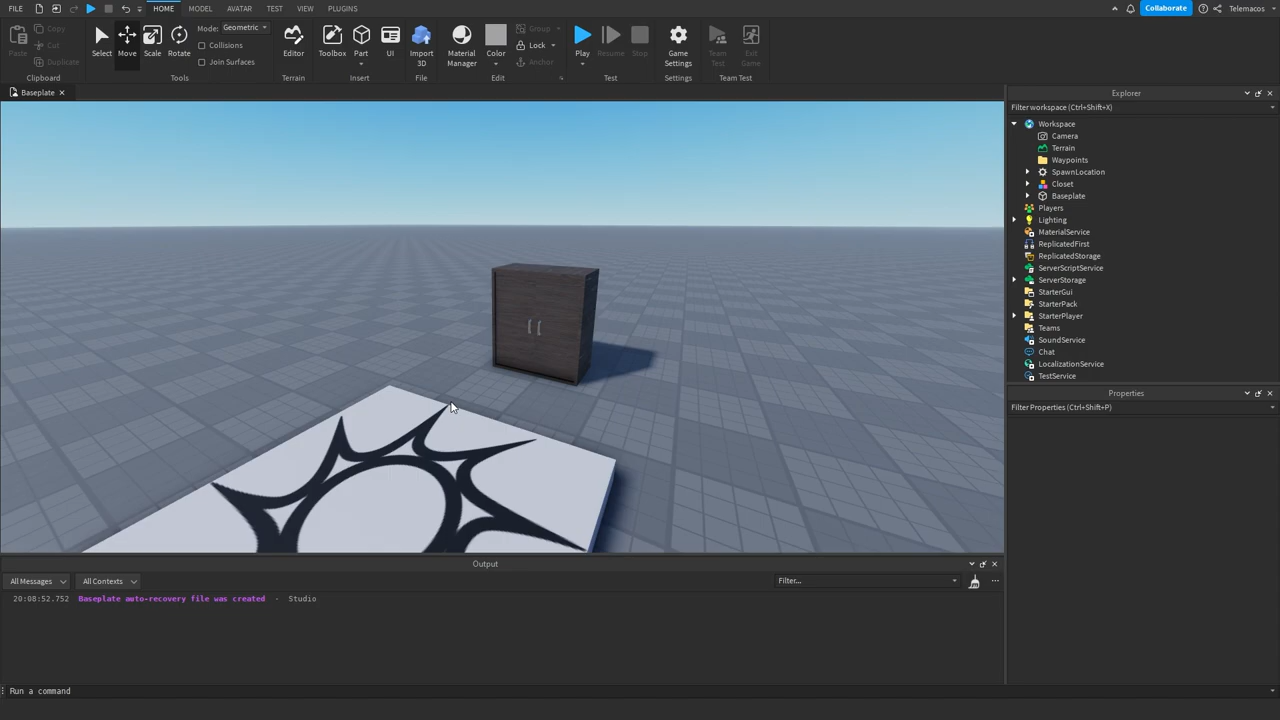 FILE HOME MODEL AVATAR TEST VIEW PLUGINS Collaborate Telemacos
Paste Copy Cut Duplicate Clipboard
Select Move Scale Rotate Mode: Geometric Collisions Join Surfaces Tools
Editor Terrain
Toolbox Part UI Insert
Import 3D File
Material Manager Color Group Lock Anchor Edit
Play Resume Stop Test
Game Settings Settings
Team Test Exit Game Team Test
Baseplate
Explorer
Filter workspace (Ctrl+Shift+X)
Workspace
Camera
Terrain
Waypoints
SpawnLocation
Closet
Baseplate
Players
Lighting
MaterialService
ReplicatedFirst
ReplicatedStorage
ServerScriptService
ServerStorage
StarterGui
StarterPack
StarterPlayer
Teams
SoundService
Chat
LocalizationService
TestService
Properties
Filter Properties (Ctrl+Shift+P)
Output
All Messages All Contexts Filter...
20:08:52.752 Baseplate auto-recovery file was created - Studio
Run a command